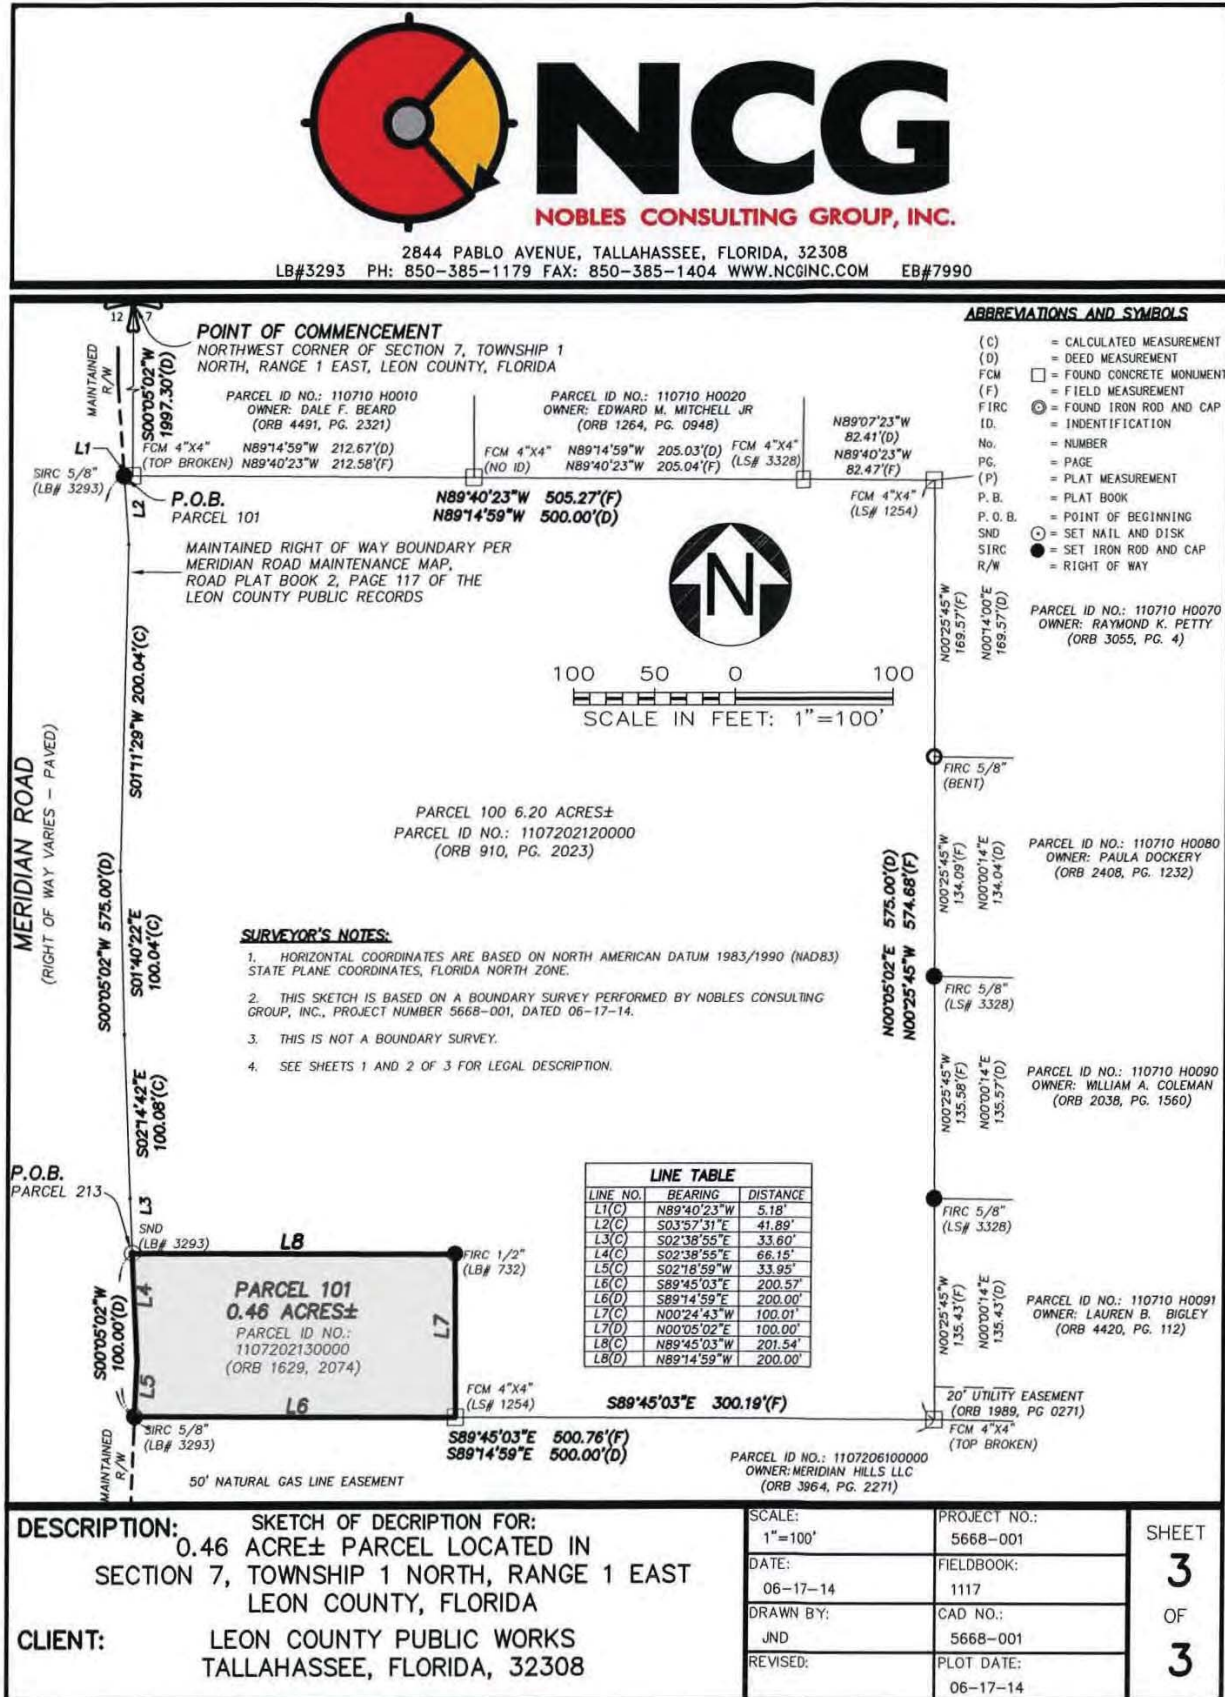 NCG
NOBLES CONSULTING GROUP, INC.
2844 PABLO AVENUE, TALLAHASSEE, FLORIDA, 32308
LB#3293 PH: 850-385-1179 FAX: 850-385-1404 WWW.NCGINC.COM EB#7990
12 7
MAINTAINED
R/W
S00°05'02"W
1997.30'(D)
POINT OF COMMENCEMENT
NORTHWEST CORNER OF SECTION 7, TOWNSHIP 1
NORTH, RANGE 1 EAST, LEON COUNTY, FLORIDA
PARCEL ID NO.: 110710 H0010
OWNER: DALE F. BEARD
(ORB 4491, PG. 2321)
PARCEL ID NO.: 110710 H0020
OWNER: EDWARD M. MITCHELL JR
(ORB 1264, PG. 0948)
N89°07'23"W
82.41'(D)
N89°40'23"W
82.47'(F)
L1
SIRC 5/8"
(LB# 3293)
FCM 4"X4"
(TOP BROKEN)
N89°14'59"W 212.67'(D)
N89°40'23"W 212.58'(F)
FCM 4"X4"
(NO ID)
N89°14'59"W 205.03'(D)
N89°40'23"W 205.04'(F)
FCM 4"X4"
(LS# 3328)
L2
P.O.B.
PARCEL 101
N89°40'23"W 505.27'(F)
N89°14'59"W 500.00'(D)
FCM 4"X4"
(LS# 1254)
MAINTAINED RIGHT OF WAY BOUNDARY PER
MERIDIAN ROAD MAINTENANCE MAP,
ROAD PLAT BOOK 2, PAGE 117 OF THE
LEON COUNTY PUBLIC RECORDS
ABBREVIATIONS AND SYMBOLS
(C) = CALCULATED MEASUREMENT
(D) = DEED MEASUREMENT
FCM = FOUND CONCRETE MONUMENT
(F) = FIELD MEASUREMENT
FIRC = FOUND IRON ROD AND CAP
ID. = INDENTIFICATION
No. = NUMBER
PG. = PAGE
(P) = PLAT MEASUREMENT
P. B. = PLAT BOOK
P. O. B. = POINT OF BEGINNING
SND = SET NAIL AND DISK
SIRC = SET IRON ROD AND CAP
R/W = RIGHT OF WAY
N
100 50 0 100
SCALE IN FEET: 1"=100'
N00°25'45"W
169.57'(F)
N00°14'00"E
169.57'(D)
PARCEL ID NO.: 110710 H0070
OWNER: RAYMOND K. PETTY
(ORB 3055, PG. 4)
FIRC 5/8"
(BENT)
MERIDIAN ROAD
(RIGHT OF WAY VARIES - PAVED)
S01°11'29"W 200.04'(C)
S00°05'02"W 575.00'(D)
S01°40'22"E
100.04'(C)
S02°14'42"E
100.08'(C)
PARCEL 100 6.20 ACRES±
PARCEL ID NO.: 1107202120000
(ORB 910, PG. 2023)
N00°05'02"E 575.00'(D)
N00°25'45"W 574.68'(F)
N00°25'45"W
134.09'(F)
N00°00'14"E
134.04'(D)
PARCEL ID NO.: 110710 H0080
OWNER: PAULA DOCKERY
(ORB 2408, PG. 1232)
FIRC 5/8"
(LS# 3328)
SURVEYOR'S NOTES:
1. HORIZONTAL COORDINATES ARE BASED ON NORTH AMERICAN DATUM 1983/1990 (NAD83)
STATE PLANE COORDINATES, FLORIDA NORTH ZONE.
2. THIS SKETCH IS BASED ON A BOUNDARY SURVEY PERFORMED BY NOBLES CONSULTING
GROUP, INC., PROJECT NUMBER 5668-001, DATED 06-17-14.
3. THIS IS NOT A BOUNDARY SURVEY.
4. SEE SHEETS 1 AND 2 OF 3 FOR LEGAL DESCRIPTION.
N00°25'45"W
135.58'(F)
N00°00'14"E
135.57'(D)
PARCEL ID NO.: 110710 H0090
OWNER: WILLIAM A. COLEMAN
(ORB 2038, PG. 1560)
FIRC 5/8"
(LS# 3328)
P.O.B.
PARCEL 213
L3
SND
(LB# 3293)
L8
FIRC 1/2"
(LB# 732)
L4
S00°05'02"W
100.00'(D)
PARCEL 101
0.46 ACRES±
PARCEL ID NO.:
1107202130000
(ORB 1629, 2074)
L7
L5
L6
LINE TABLE
LINE NO. BEARING DISTANCE
L1(C) N89°40'23"W 5.18'
L2(C) S03°57'31"E 41.89'
L3(C) S02°38'55"E 33.60'
L4(C) S02°38'55"E 66.15'
L5(C) S02°18'59"W 33.95'
L6(C) S89°45'03"E 200.57'
L6(D) S89°14'59"E 200.00'
L7(C) N00°24'43"W 100.01'
L7(D) N00°05'02"E 100.00'
L8(C) N89°45'03"W 201.54'
L8(D) N89°14'59"W 200.00'
N00°25'45"W
135.43'(F)
N00°00'14"E
135.43'(D)
PARCEL ID NO.: 110710 H0091
OWNER: LAUREN B. BIGLEY
(ORB 4420, PG. 112)
FCM 4"X4"
(LS# 1254)
S89°45'03"E 300.19'(F)
20' UTILITY EASEMENT
(ORB 1989, PG 0271)
FCM 4"X4"
(TOP BROKEN)
SIRC 5/8"
(LB# 3293)
S89°45'03"E 500.76'(F)
S89°14'59"E 500.00'(D)
MAINTAINED
R/W
50' NATURAL GAS LINE EASEMENT
PARCEL ID NO.: 1107206100000
OWNER: MERIDIAN HILLS LLC
(ORB 3964, PG. 2271)
DESCRIPTION: SKETCH OF DECRIPTION FOR:
0.46 ACRE± PARCEL LOCATED IN
SECTION 7, TOWNSHIP 1 NORTH, RANGE 1 EAST
LEON COUNTY, FLORIDA
CLIENT: LEON COUNTY PUBLIC WORKS
TALLAHASSEE, FLORIDA, 32308
SCALE:
1"=100'
PROJECT NO.:
5668-001
DATE:
06-17-14
FIELDBOOK:
1117
DRAWN BY:
JND
CAD NO.:
5668-001
REVISED:
PLOT DATE:
06-17-14
SHEET
3
OF
3